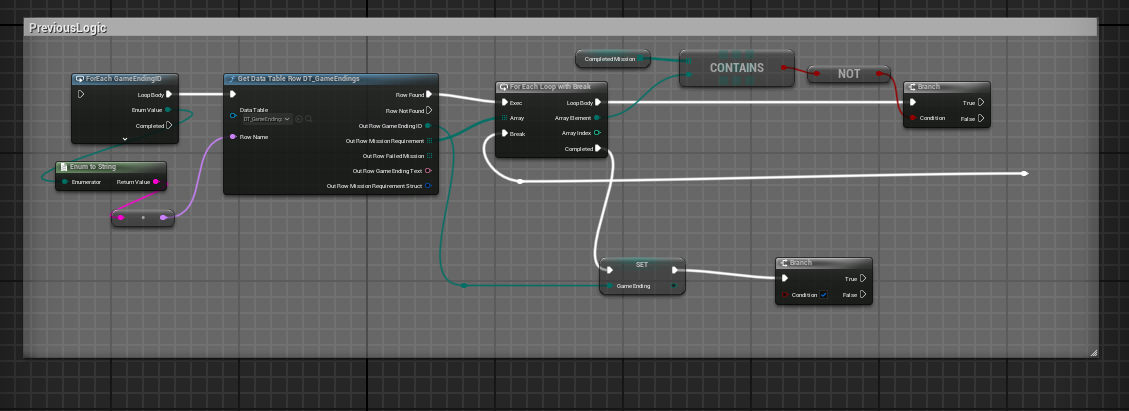 PreviousLogic
ForEach GameEndingID
Loop Body
Enum Value
Completed
Enum to String
Enumerator
Return Value
Get Data Table Row DT_GameEndings
Row Found
Data Table
DT_GameEndings
Row Not Found
Out Row Game Ending ID
Row Name
Out Row Mission Requirement
Out Row Failed Mission
Out Row Game Ending Text
Out Row Mission Requirement Struct
For Each Loop with Break
Exec
Loop Body
Array
Array Element
Break
Array Index
Completed
Completed Mission
CONTAINS
NOT
Branch
True
Condition
False
SET
Game Ending
Branch
True
Condition
False